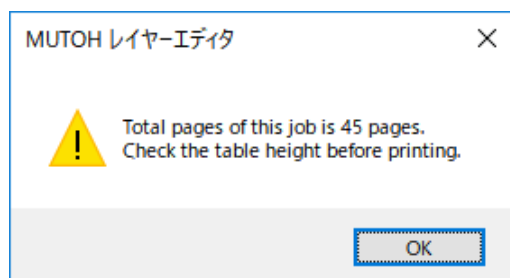 MUTOH レイヤーエディタ
Total pages of this job is 45 pages.
Check the table height before printing.
OK